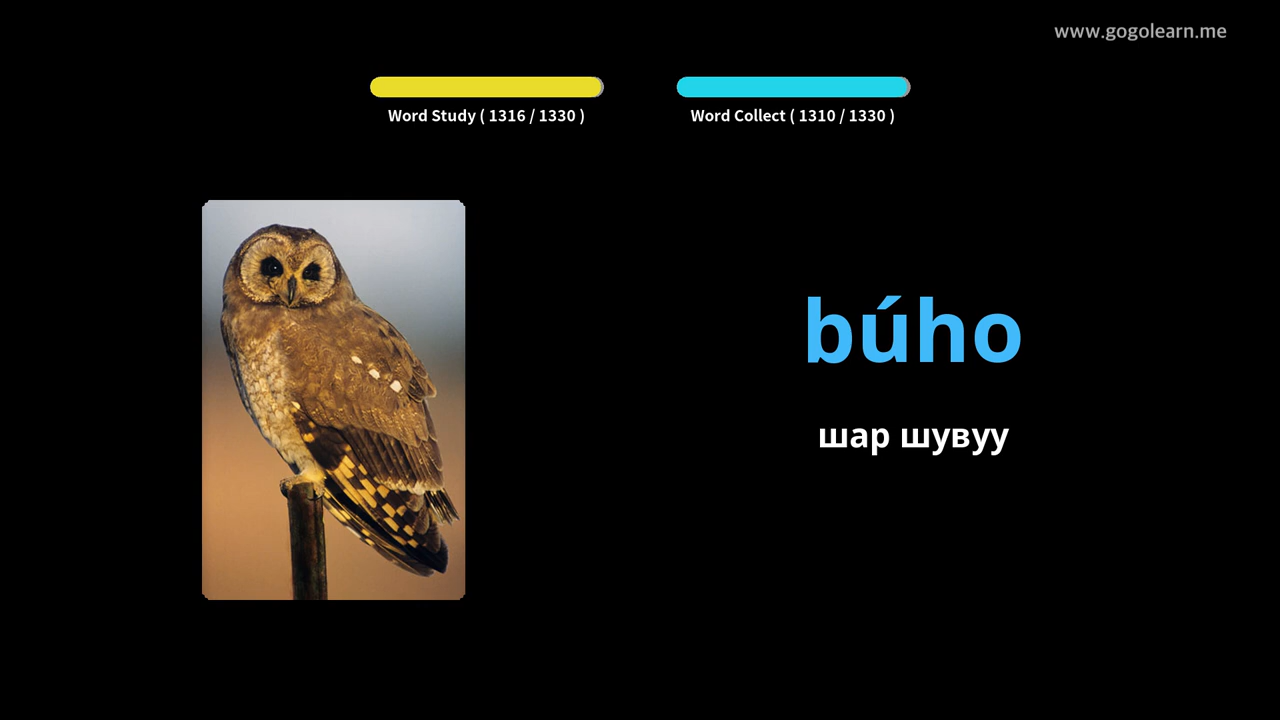 www.gogolearn.me
Word Study ( 1316 / 1330 )
Word Collect ( 1310 / 1330 )
búho
шар шувуу